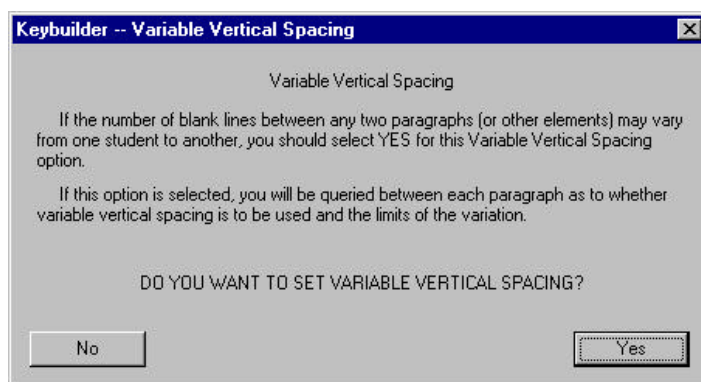 Keybuilder -- Variable Vertical Spacing
Variable Vertical Spacing
If the number of blank lines between any two paragraphs (or other elements) may vary
from one student to another, you should select YES for this Variable Vertical Spacing
option.
If this option is selected, you will be queried between each paragraph as to whether
variable vertical spacing is to be used and the limits of the variation.
DO YOU WANT TO SET VARIABLE VERTICAL SPACING?
No
Yes